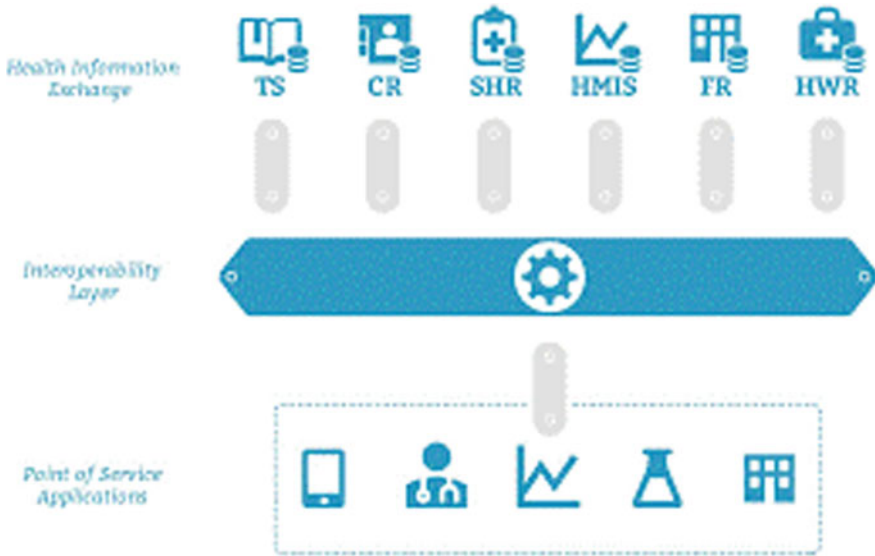 Health Information
Exchange
TS
CR
SHR
HMIS
FR
HWR
Interoperability
Layer
Point of Service
Applications